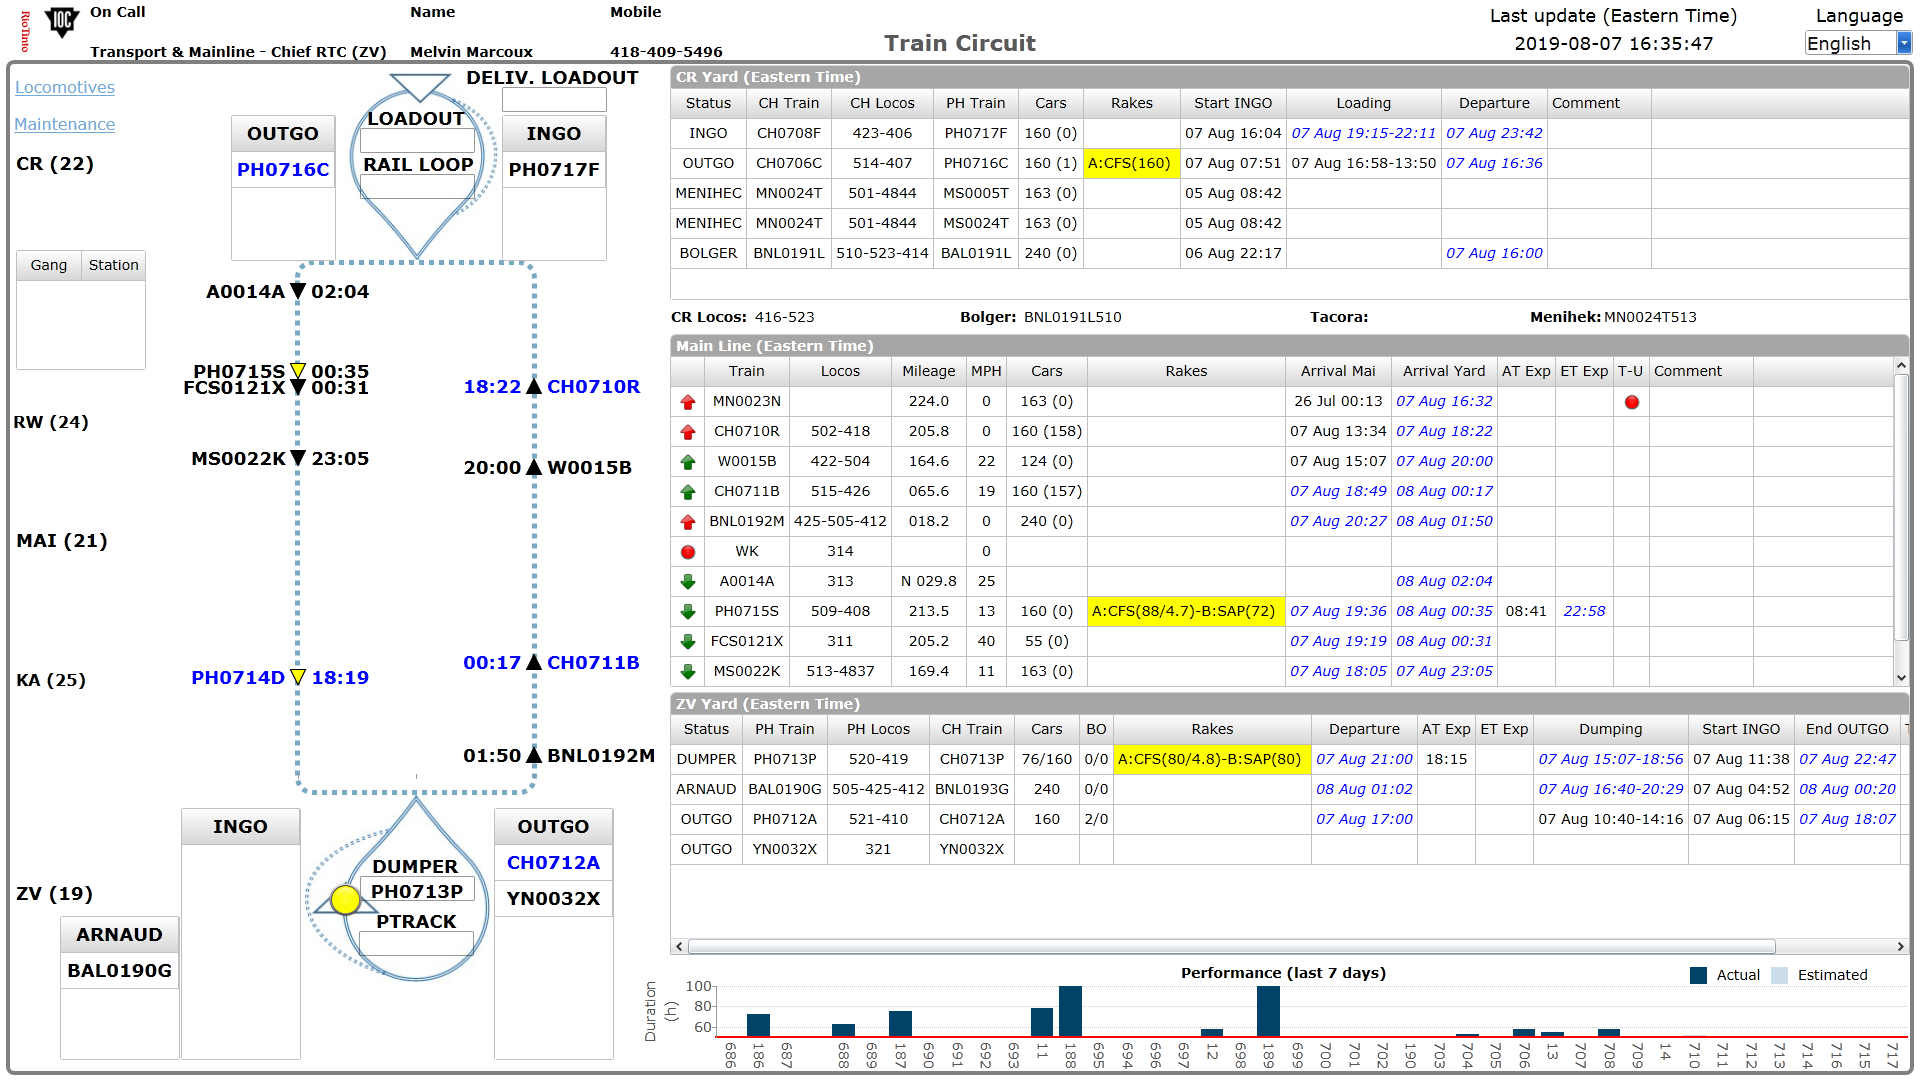 RioTinto
IOC
On Call Name Mobile
Transport & Mainline - Chief RTC (ZV) Melvin Marcoux 418-409-5496
Train Circuit
Last update (Eastern Time)
2019-08-07 16:35:47
Language
English
Locomotives
Maintenance
CR (22)
Gang Station
RW (24)
MAI (21)
KA (25)
ZV (19)
DELIV. LOADOUT
OUTGO
PH0716C
LOADOUT
RAIL LOOP
INGO
PH0717F
A0014A 02:04
PH0715S 00:35
FCS0121X 00:31
18:22 CH0710R
MS0022K 23:05
20:00 W0015B
00:17 CH0711B
PH0714D 18:19
01:50 BNL0192M
INGO
DUMPER
PH0713P
PTRACK
OUTGO
CH0712A
YN0032X
ARNAUD
BAL0190G
CR Yard (Eastern Time)
Status CH Train CH Locos PH Train Cars Rakes Start INGO Loading Departure Comment
INGO CH0708F 423-406 PH0717F 160 (0) 07 Aug 16:04 07 Aug 19:15-22:11 07 Aug 23:42
OUTGO CH0706C 514-407 PH0716C 160 (1) A:CFS(160) 07 Aug 07:51 07 Aug 16:58-13:50 07 Aug 16:36
MENIHEC MN0024T 501-4844 MS0005T 163 (0) 05 Aug 08:42
MENIHEC MN0024T 501-4844 MS0024T 163 (0) 05 Aug 08:42
BOLGER BNL0191L 510-523-414 BAL0191L 240 (0) 06 Aug 22:17 07 Aug 16:00
CR Locos: 416-523 Bolger: BNL0191L510 Tacora: Menihek: MN0024T513
Main Line (Eastern Time)
Train Locos Mileage MPH Cars Rakes Arrival Mai Arrival Yard AT Exp ET Exp T-U Comment
MN0023N 224.0 0 163 (0) 26 Jul 00:13 07 Aug 16:32
CH0710R 502-418 205.8 0 160 (158) 07 Aug 13:34 07 Aug 18:22
W0015B 422-504 164.6 22 124 (0) 07 Aug 15:07 07 Aug 20:00
CH0711B 515-426 065.6 19 160 (157) 07 Aug 18:49 08 Aug 00:17
BNL0192M 425-505-412 018.2 0 240 (0) 07 Aug 20:27 08 Aug 01:50
WK 314 0
A0014A 313 N 029.8 25 08 Aug 02:04
PH0715S 509-408 213.5 13 160 (0) A:CFS(88/4.7)-B:SAP(72) 07 Aug 19:36 08 Aug 00:35 08:41 22:58
FCS0121X 311 205.2 40 55 (0) 07 Aug 19:19 08 Aug 00:31
MS0022K 513-4837 169.4 11 163 (0) 07 Aug 18:05 07 Aug 23:05
ZV Yard (Eastern Time)
Status PH Train PH Locos CH Train Cars BO Rakes Departure AT Exp ET Exp Dumping Start INGO End OUTGO
DUMPER PH0713P 520-419 CH0713P 76/160 0/0 A:CFS(80/4.8)-B:SAP(80) 07 Aug 21:00 18:15 07 Aug 15:07-18:56 07 Aug 11:38 07 Aug 22:47
ARNAUD BAL0190G 505-425-412 BNL0193G 240 0/0 08 Aug 01:02 07 Aug 16:40-20:29 07 Aug 04:52 08 Aug 00:20
OUTGO PH0712A 521-410 CH0712A 160 2/0 07 Aug 17:00 07 Aug 10:40-14:16 07 Aug 06:15 07 Aug 18:07
OUTGO YN0032X 321 YN0032X
Performance (last 7 days)
Actual Estimated
Duration (h)
100
80
60
686 186 687 688 689 187 690 691 692 693 11 188 695 694 696 697 12 698 189 699 700 701 702 190 703 704 705 706 13 707 708 709 14 710 711 712 713 714 716 715 717